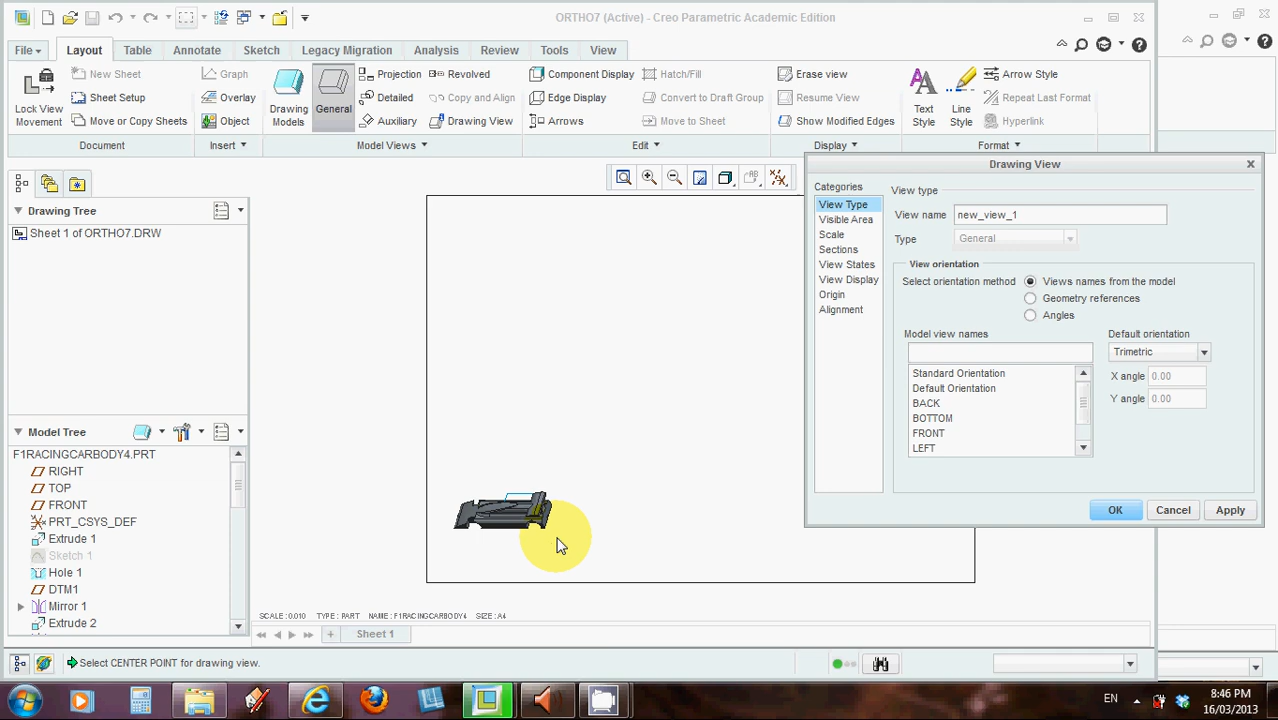 ORTHO7 (Active) - Creo Parametric Academic Edition
File
Layout
Table
Annotate
Sketch
Legacy Migration
Analysis
Review
Tools
View
Lock View Movement
New Sheet
Sheet Setup
Move or Copy Sheets
Document
Graph
Overlay
Object
Insert
Drawing Models
General
Projection
Detailed
Auxiliary
Revolved
Copy and Align
Drawing View
Model Views
Component Display
Edge Display
Arrows
Hatch/Fill
Convert to Draft Group
Move to Sheet
Edit
Erase view
Resume View
Show Modified Edges
Display
Text Style
Line Style
Arrow Style
Repeat Last Format
Hyperlink
Format
Drawing Tree
Sheet 1 of ORTHO7.DRW
Model Tree
F1RACINGCARBODY4.PRT
RIGHT
TOP
FRONT
PRT_CSYS_DEF
Extrude 1
Sketch 1
Hole 1
DTM1
Mirror 1
Extrude 2
Drawing View
Categories
View Type
Visible Area
Scale
Sections
View States
View Display
Origin
Alignment
View type
View name new_view_1
Type General
View orientation
Select orientation method
Views names from the model
Geometry references
Angles
Model view names
Default orientation
Trimetric
Standard Orientation
Default Orientation
BACK
BOTTOM
FRONT
LEFT
X angle 0.00
Y angle 0.00
OK
Cancel
Apply
SCALE : 0.010 TYPE : PART NAME : F1RACINGCARBODY4 SIZE : A4
Sheet 1
Select CENTER POINT for drawing view.
EN
8:46 PM
16/03/2013